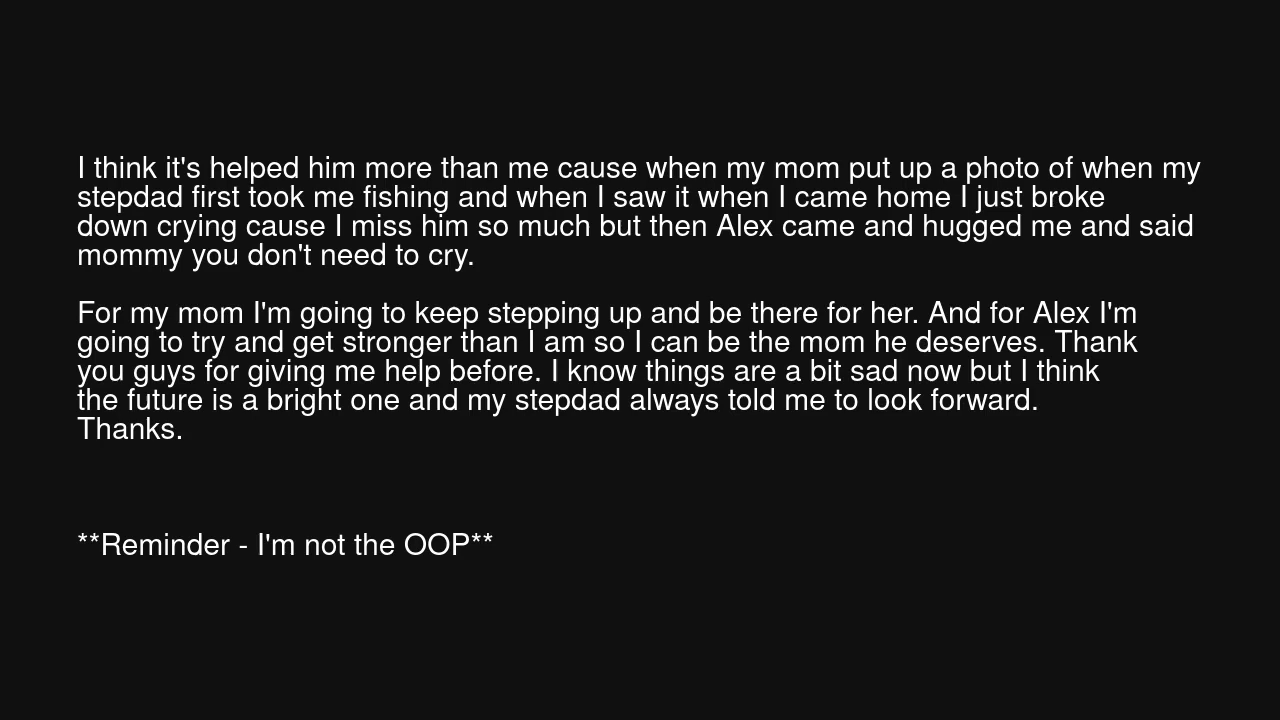 I think it's helped him more than me cause when my mom put up a photo of when my
stepdad first took me fishing and when I saw it when I came home I just broke
down crying cause I miss him so much but then Alex came and hugged me and said
mommy you don't need to cry.
For my mom I'm going to keep stepping up and be there for her. And for Alex I'm
going to try and get stronger than I am so I can be the mom he deserves. Thank
you guys for giving me help before. I know things are a bit sad now but I think
the future is a bright one and my stepdad always told me to look forward.
Thanks.
**Reminder - I'm not the OOP**